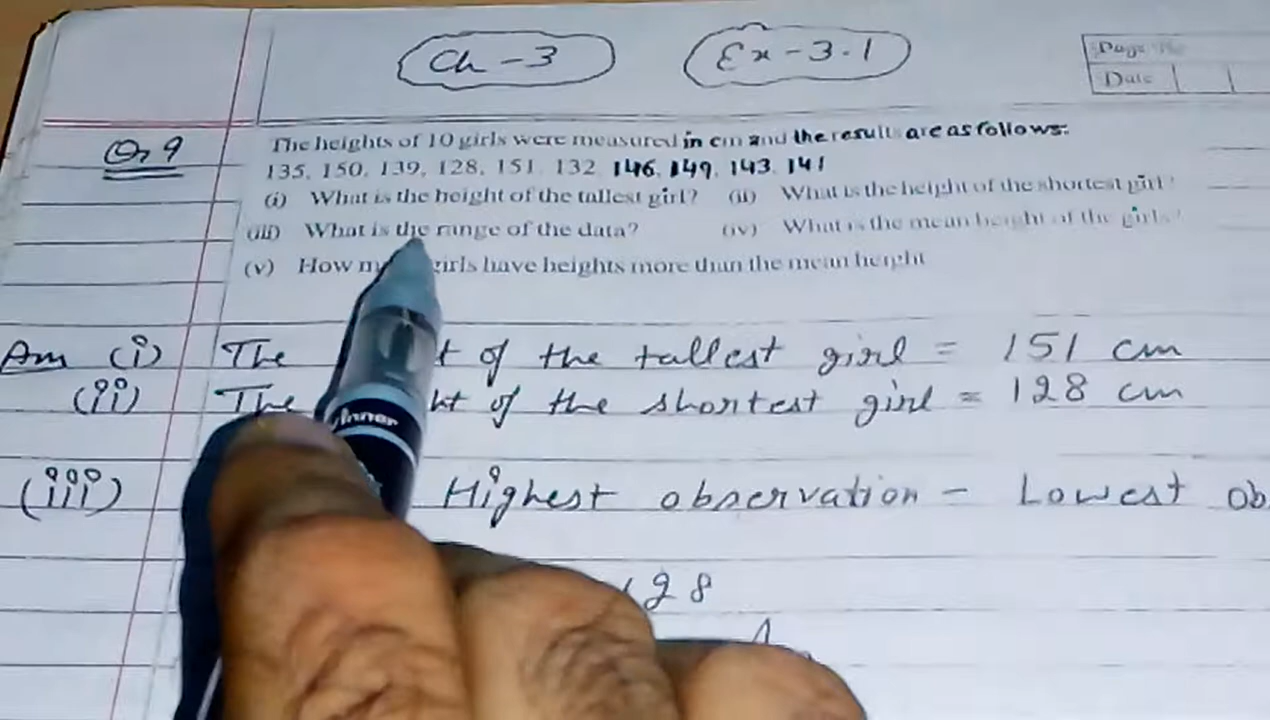 Ch-3 Ex-3.1
Page No
Date
Qn 9 The heights of 10 girls were measured in cm and the results are as follows:
135, 150, 139, 128, 151, 132, 146, 149, 143, 141
(i) What is the height of the tallest girl? (ii) What is the height of the shortest girl?
(iii) What is the range of the data? (iv) What is the mean height of the girls?
(v) How girls have heights more than the mean height
Ans (i) The of the tallest girl = 151 cm
(ii) The of the shortest girl = 128 cm
(iii) Highest observation - Lowest ob
128
inner